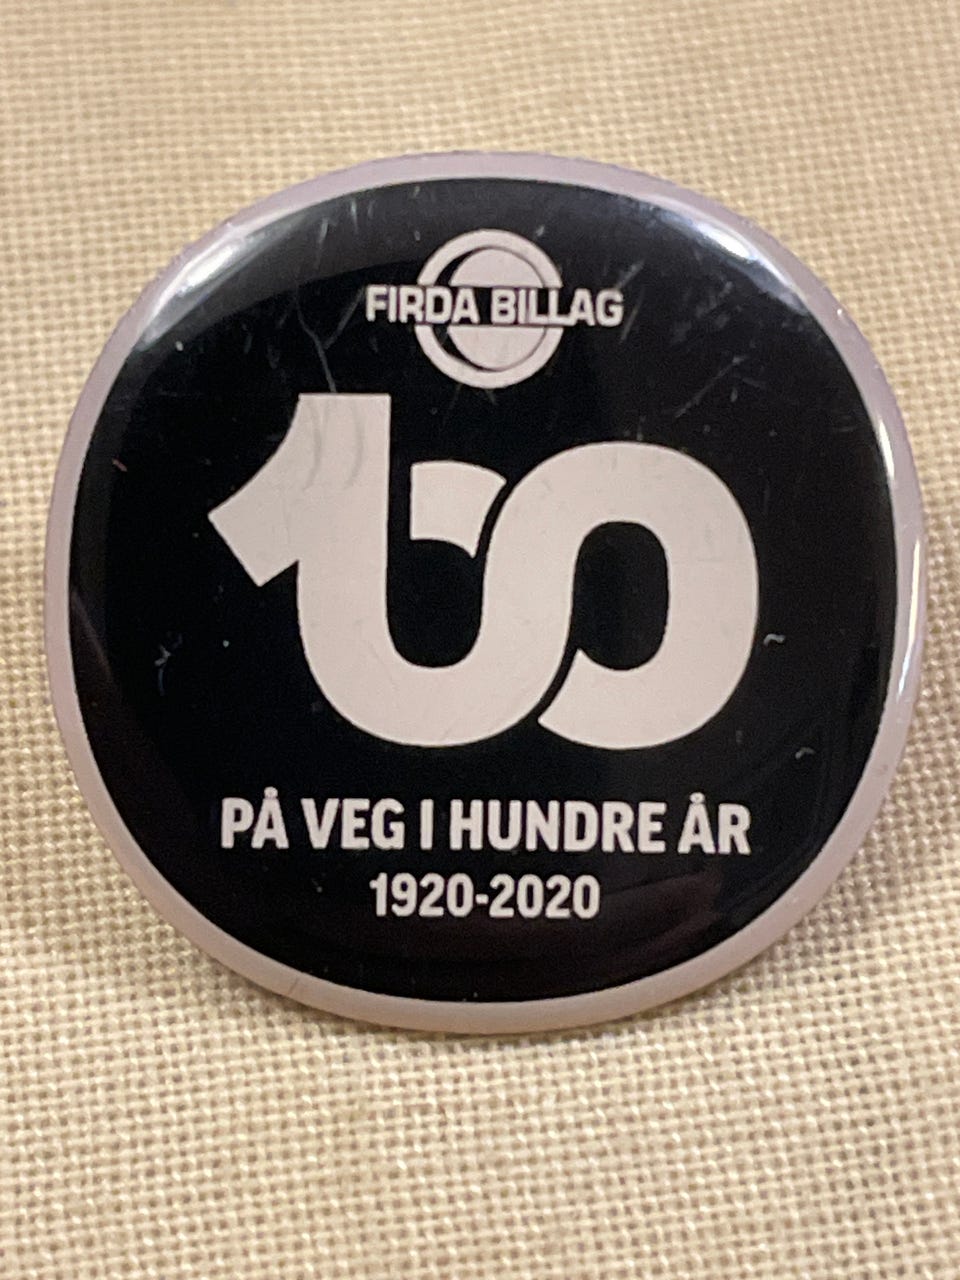 FIRDA BILLAG
100
PÅ VEG I HUNDRE ÅR
1920-2020